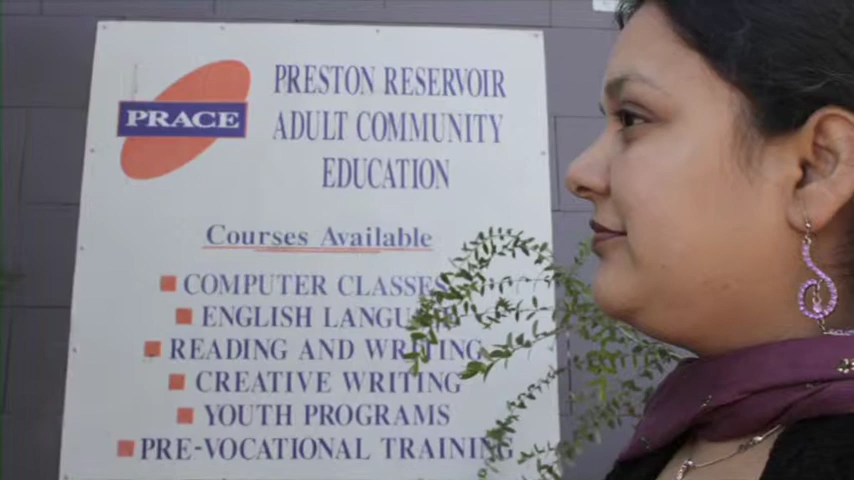 PRACE
PRESTON RESERVOIR
ADULT COMMUNITY
EDUCATION
Courses Available
COMPUTER CLASSES
ENGLISH LANGUAGE
READING AND WRITING
CREATIVE WRITING
YOUTH PROGRAMS
PRE-VOCATIONAL TRAINING